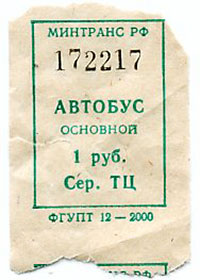 МИНТРАНС РФ
172217
АВТОБУС
ОСНОВНОЙ
1 руб.
Сер. ТЦ
ФГУПТ 12 — 2000